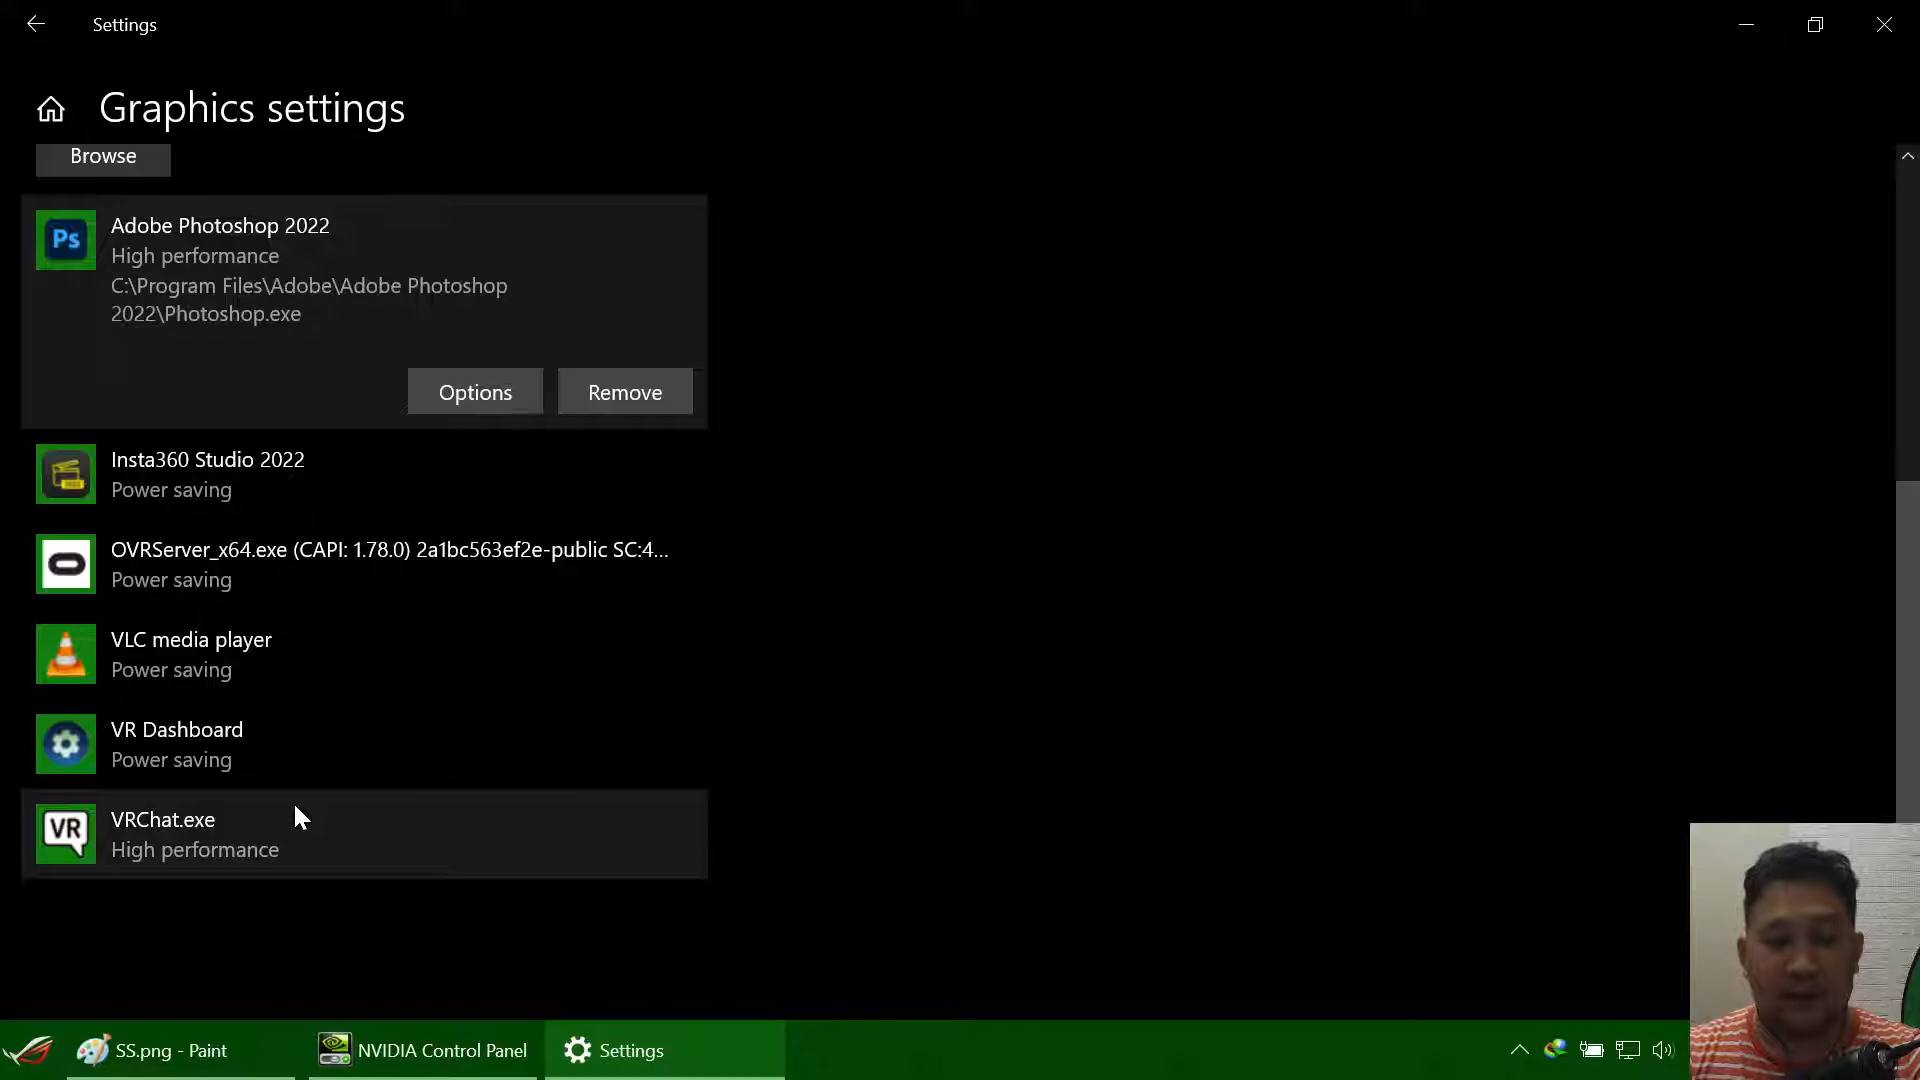 Settings
Graphics settings
Browse
Ps
Adobe Photoshop 2022
High performance
C:\Program Files\Adobe\Adobe Photoshop
2022\Photoshop.exe
Options
Remove
Insta360 Studio 2022
Power saving
OVRServer_x64.exe (CAPI: 1.78.0) 2a1bc563ef2e-public SC:4...
Power saving
VLC media player
Power saving
VR Dashboard
Power saving
VR
VRChat.exe
High performance
SS.png - Paint
NVIDIA Control Panel
Settings